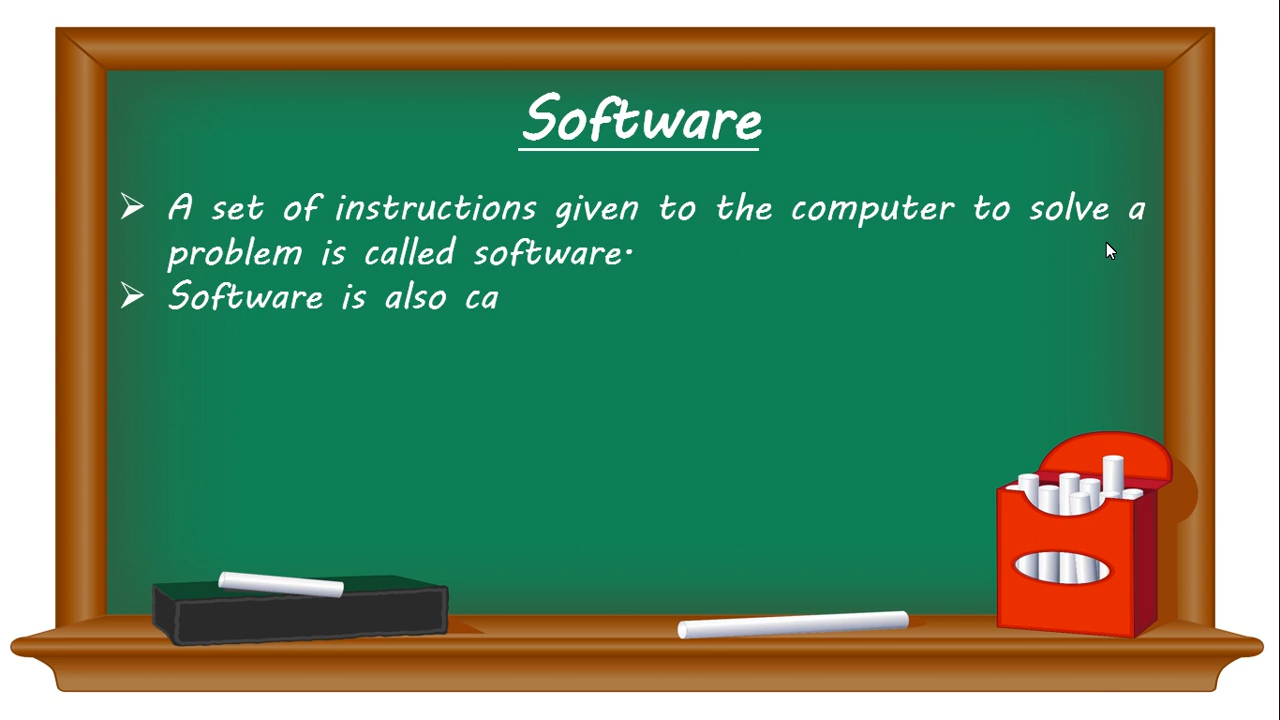 Software
➢ A set of instructions given to the computer to solve a
problem is called software.
➢ Software is also ca